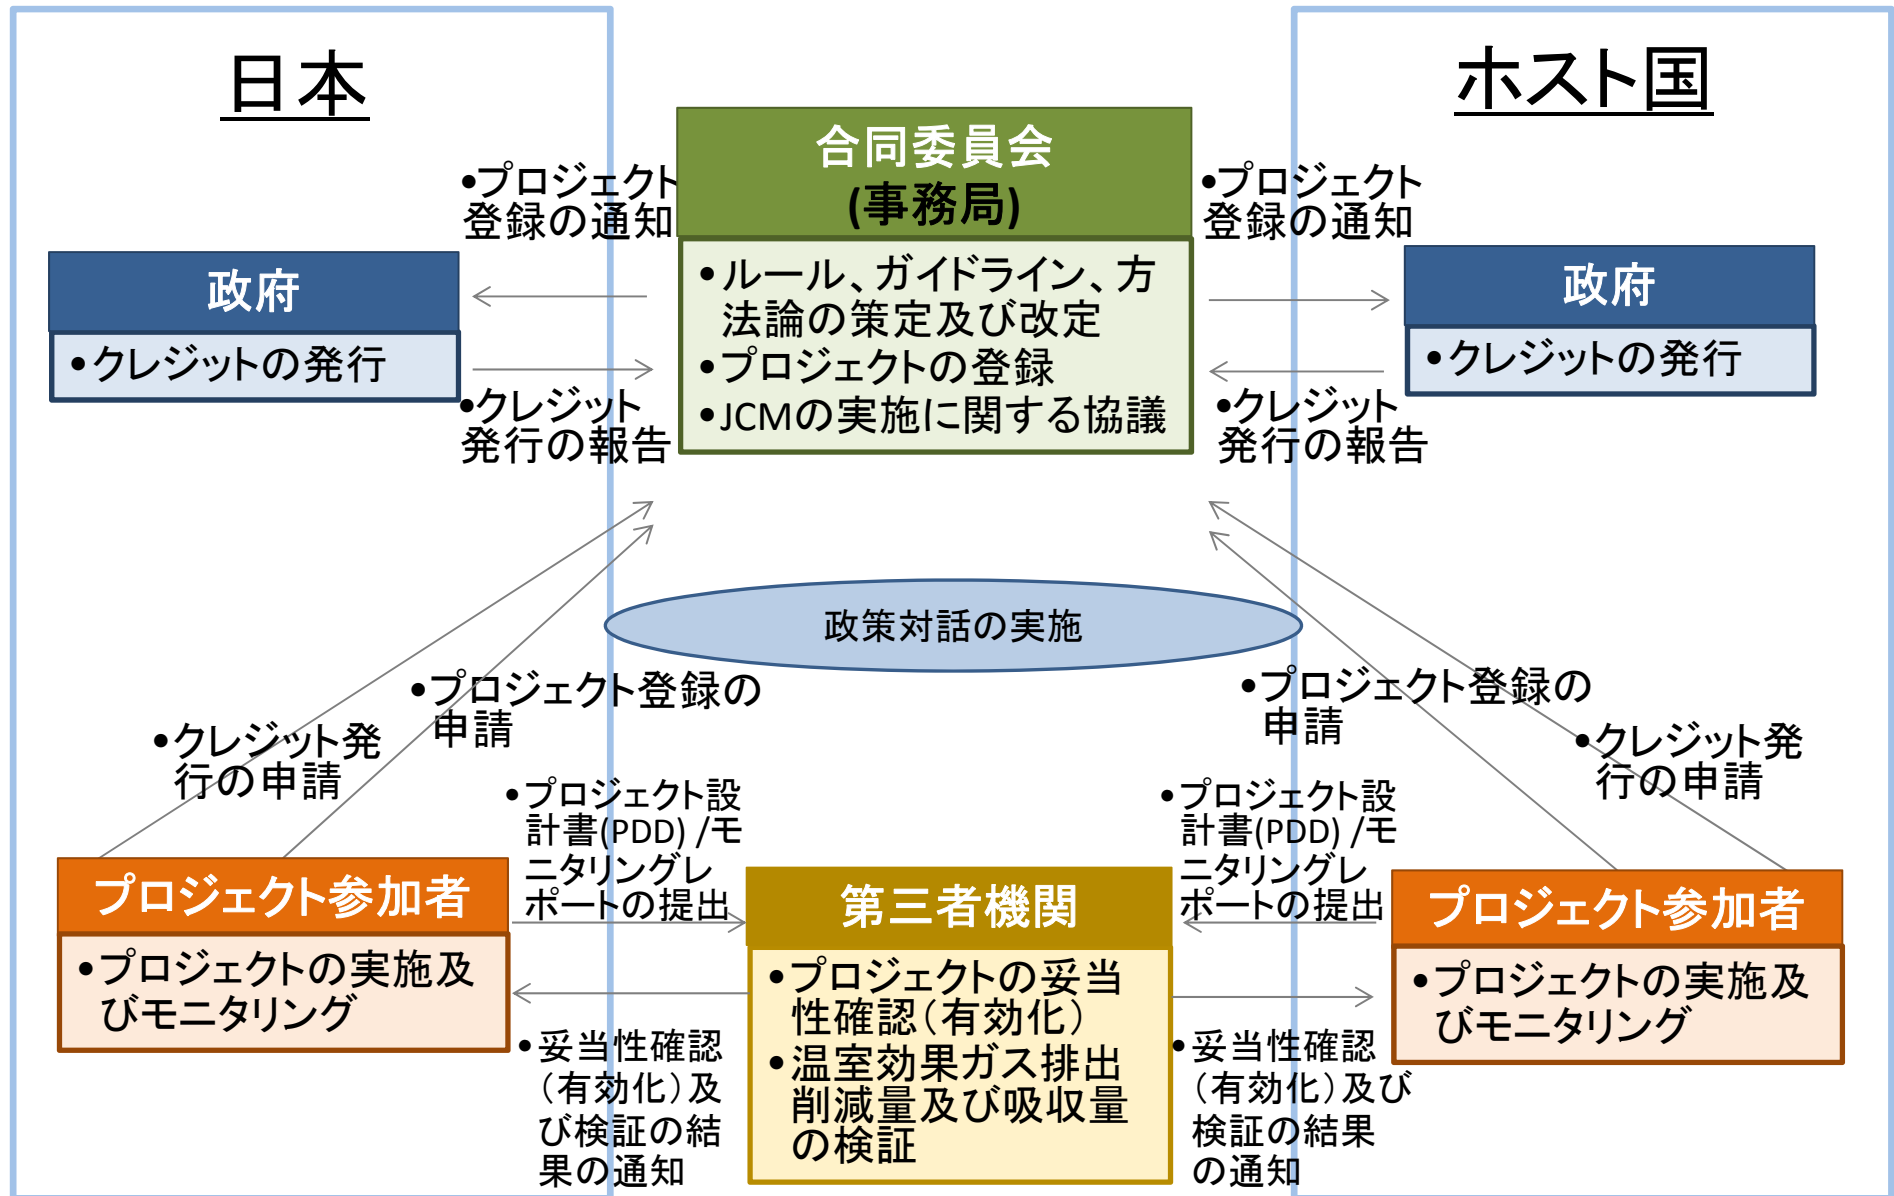 日本
ホスト国
合同委員会
(事務局)
•プロジェクト
登録の通知
•プロジェクト
登録の通知
政府
•クレジットの発行
•ルール、ガイドライン、方
法論の策定及び改定
•プロジェクトの登録
•JCMの実施に関する協議
政府
•クレジットの発行
•クレジット
発行の報告
•クレジット
発行の報告
政策対話の実施
•プロジェクト登録の
申請
•クレジット発
行の申請
•プロジェクト登録の
申請
•クレジット発
行の申請
•プロジェクト設
計書(PDD) /モ
ニタリングレ
ポートの提出
•プロジェクト設
計書(PDD) /モ
ニタリングレ
ポートの提出
プロジェクト参加者
•プロジェクトの実施及
びモニタリング
第三者機関
•プロジェクトの妥当
性確認(有効化)
•温室効果ガス排出
削減量及び吸収量
の検証
プロジェクト参加者
•プロジェクトの実施及
びモニタリング
•妥当性確認
(有効化)及
び検証の結
果の通知
•妥当性確認
(有効化)及び
検証の結果
の通知